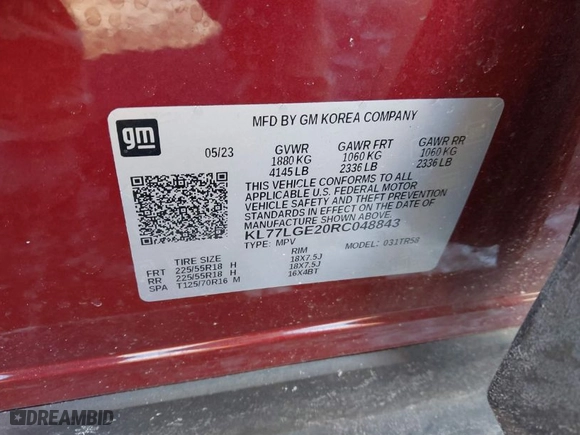 gm
MFD BY GM KOREA COMPANY
05/23 GVWR GAWR FRT GAWR RR
1880 KG 1060 KG 1060 KG
4145 LB 2336 LB 2336 LB
THIS VEHICLE CONFORMS TO ALL
APPLICABLE U.S. FEDERAL MOTOR
VEHICLE SAFETY AND THEFT PREVENTION
STANDARDS IN EFFECT ON THE DATE OF
MANUFACTURE SHOWN ABOVE.
KL77LGE20RC048843
TYPE: MPV MODEL: 031TR58
TIRE SIZE RIM
FRT 225/55R18 H 18X7.5J
RR 225/55R18 H 18X7.5J
SPA T125/70R16 M 16X4BT
DREAMBID